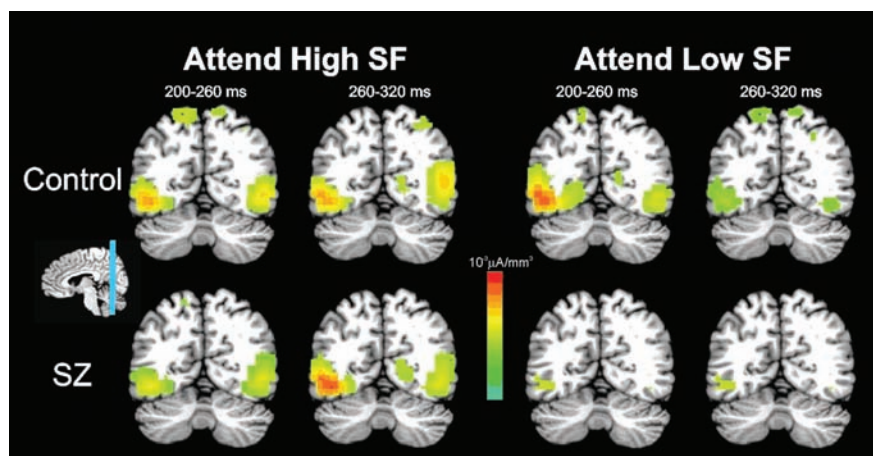 Attend High SF Attend Low SF
200-260 ms 260-320 ms 200-260 ms 260-320 ms
Control
10⁻³μA/mm³
SZ